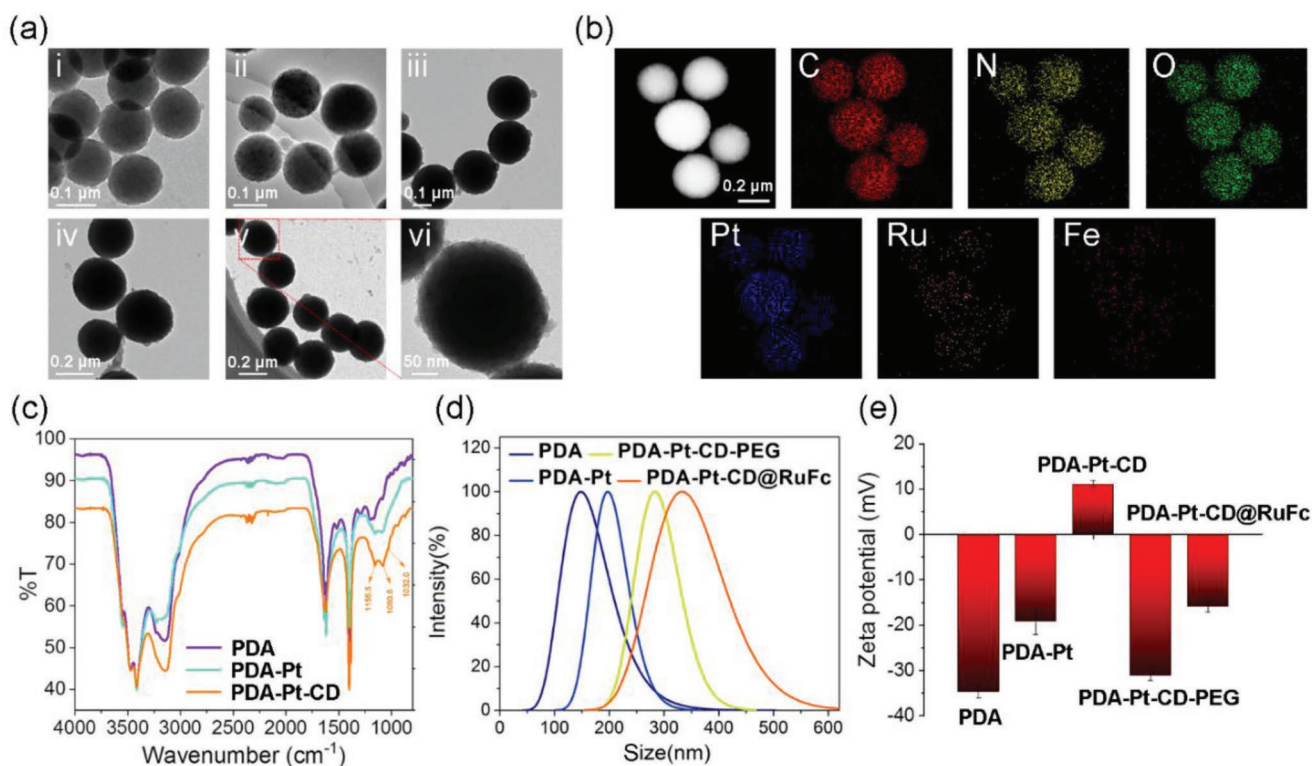 (a)
i
0.1 μm
ii
0.1 μm
iii
0.1 μm
iv
0.2 μm
v
0.2 μm
vi
50 nm
(b)
0.2 μm
C
N
O
Pt
Ru
Fe
(c)
100
90
80
70
60
50
40
%T
1032.0
PDA
PDA-Pt
PDA-Pt-CD
4000 3500 3000 2500 2000 1500 1000
Wavenumber (cm⁻¹)
(d)
120
100
80
60
40
20
0
Intensity(%)
PDA PDA-Pt-CD-PEG
PDA-Pt PDA-Pt-CD@RuFc
0 100 200 300 400 500 600
Size(nm)
(e)
20
10
0
-10
-20
-30
-40
Zeta potential (mV)
PDA-Pt-CD
PDA-Pt-CD@RuFc
PDA-Pt
PDA-Pt-CD-PEG
PDA